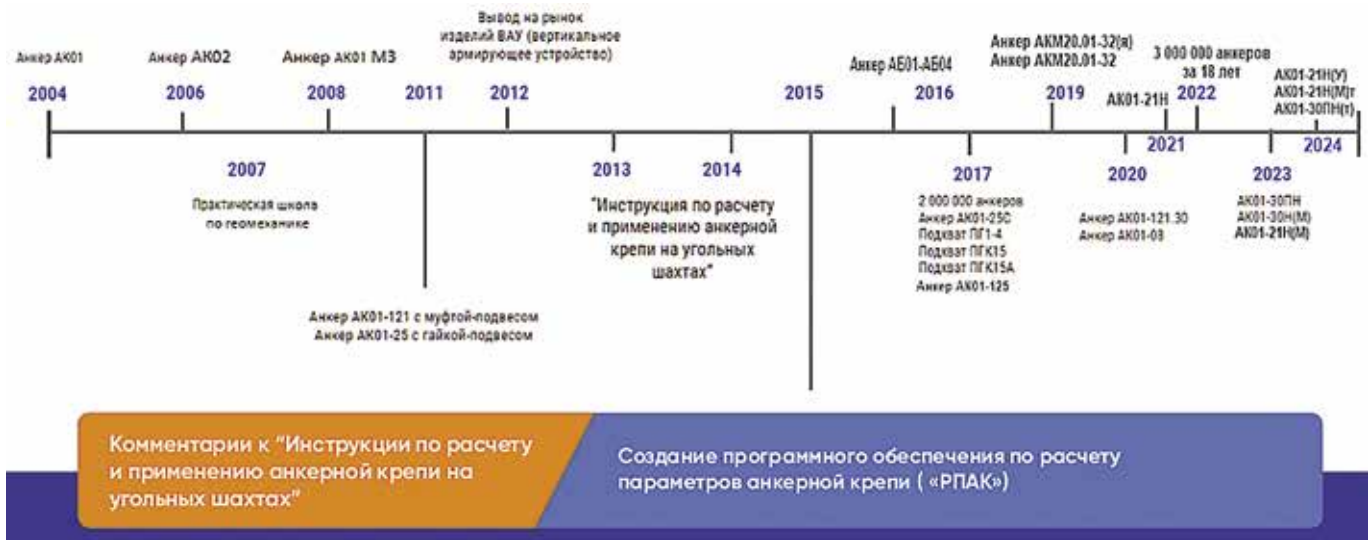 Анкер АК01
2004
Анкер АК02
2006
2007
Практическая школа
по геомеханике
Анкер АК01 М3
2008
2011
Анкер АК01-121 с муфтой-подвесом
Анкер АК01-25 с гайкой-подвесом
Вывод на рынок
изделий ВАУ (вертикальное
армирующее устройство)
2012
2013
2014
"Инструкция по расчету
и применению анкерной
крепи на угольных
шахтах"
2015
Анкер АБ01-АБ04
2016
2017
2 000 000 анкеров
Анкер АК01-25С
Подхват ПГ1-4
Подхват ПГК15
Подхват ПГК15А
Анкер АК01-125
Анкер АКМ20.01-32(в)
Анкер АКМ20.01-32
2019
2020
Анкер АК01-121.30
Анкер АК01-03
АК01-21Н
2021
3 000 000 анкеров
за 18 лет
2022
2023
АК01-30ПН
АК01-30Н(М)
АК01-21Н(М)
АК01-21Н(У)
АК01-21Н(М)т
АК01-30ПН(т)
2024
Комментарии к "Инструкции по расчету
и применению анкерной крепи на
угольных шахтах"
Создание программного обеспечения по расчету
параметров анкерной крепи ( «РПАК»)